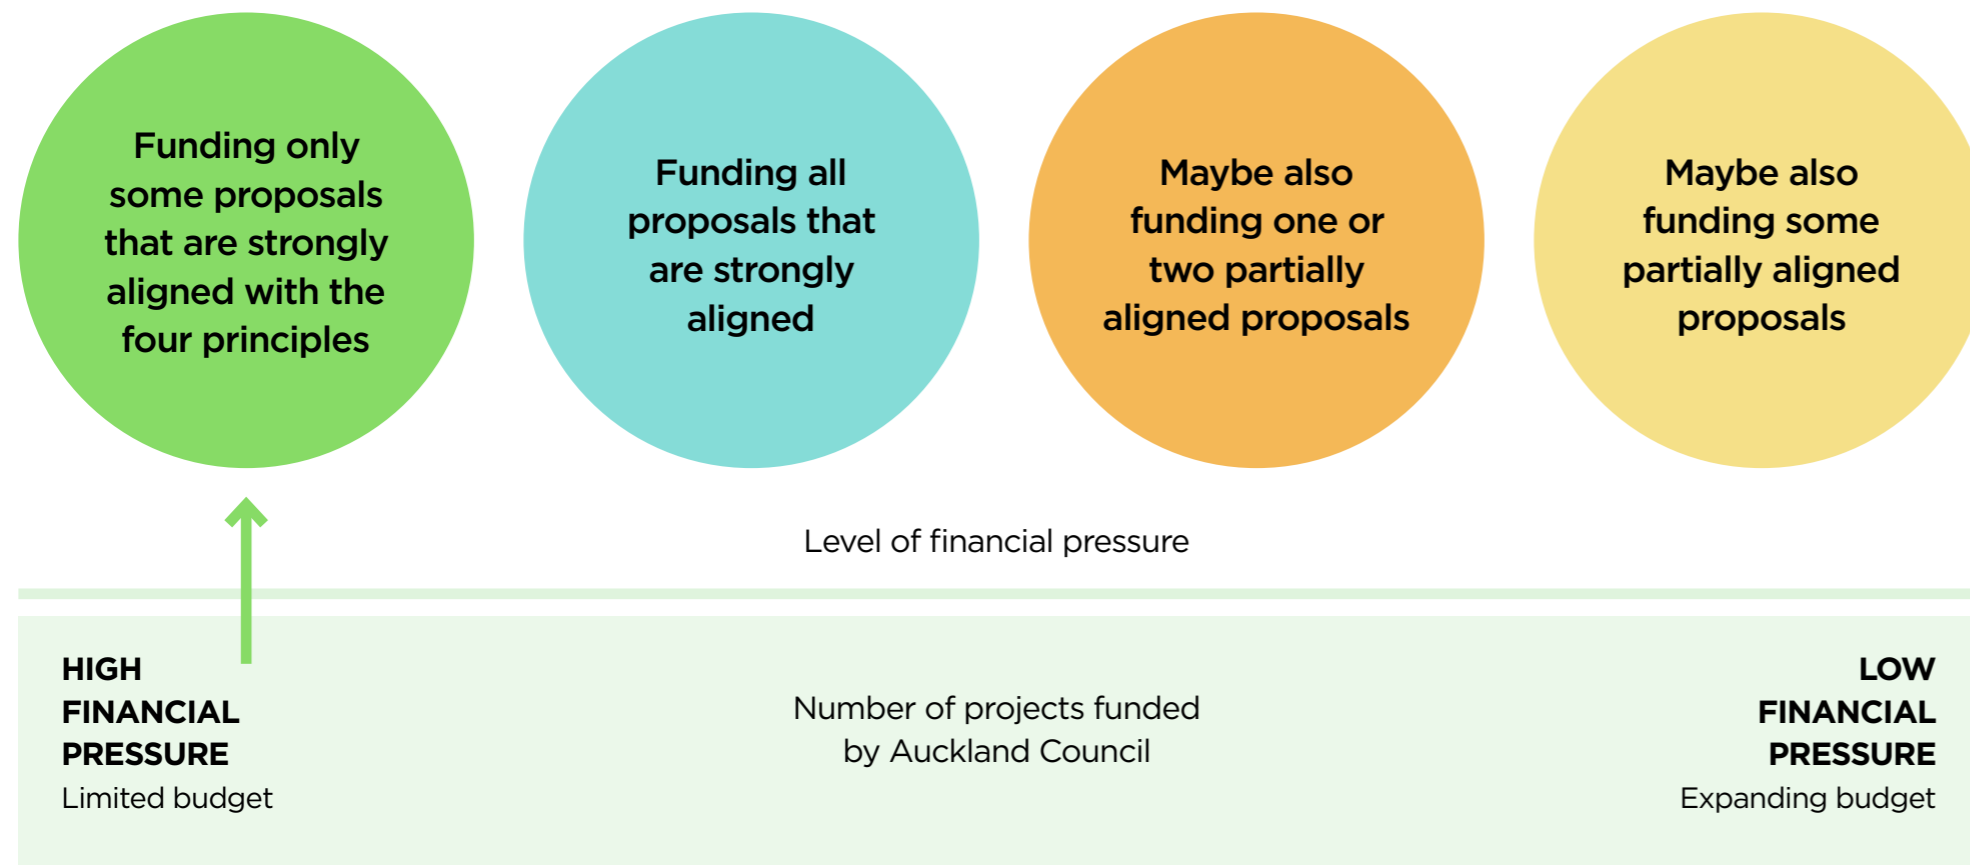 Funding only
some proposals
that are strongly
aligned with the
four principles
Funding all
proposals that
are strongly
aligned
Maybe also
funding one or
two partially
aligned proposals
Maybe also
funding some
partially aligned
proposals
Level of financial pressure
HIGH
FINANCIAL
PRESSURE
Limited budget
Number of projects funded
by Auckland Council
LOW
FINANCIAL
PRESSURE
Expanding budget